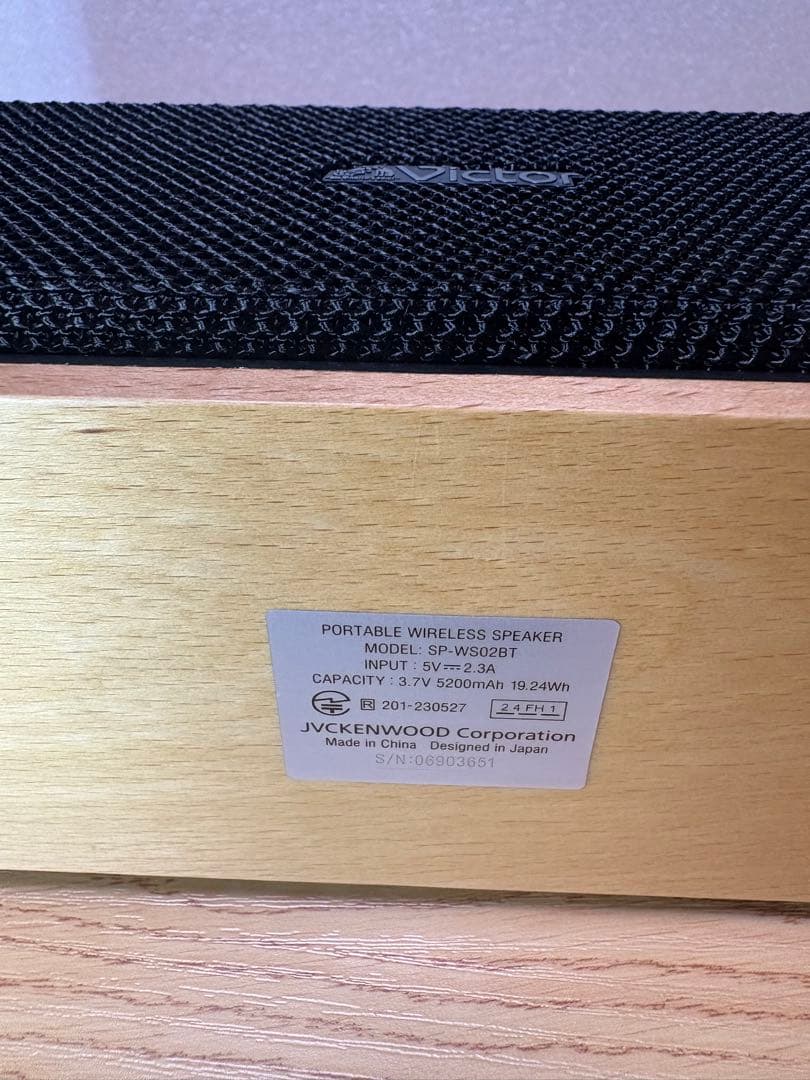 Victor
PORTABLE WIRELESS SPEAKER
MODEL: SP-WS02BT
INPUT : 5V⎓2.3A
CAPACITY : 3.7V 5200mAh 19.24Wh
R 201-230527 2.4 FH 1
JVCKENWOOD Corporation
Made in China Designed in Japan
S/N:06903651